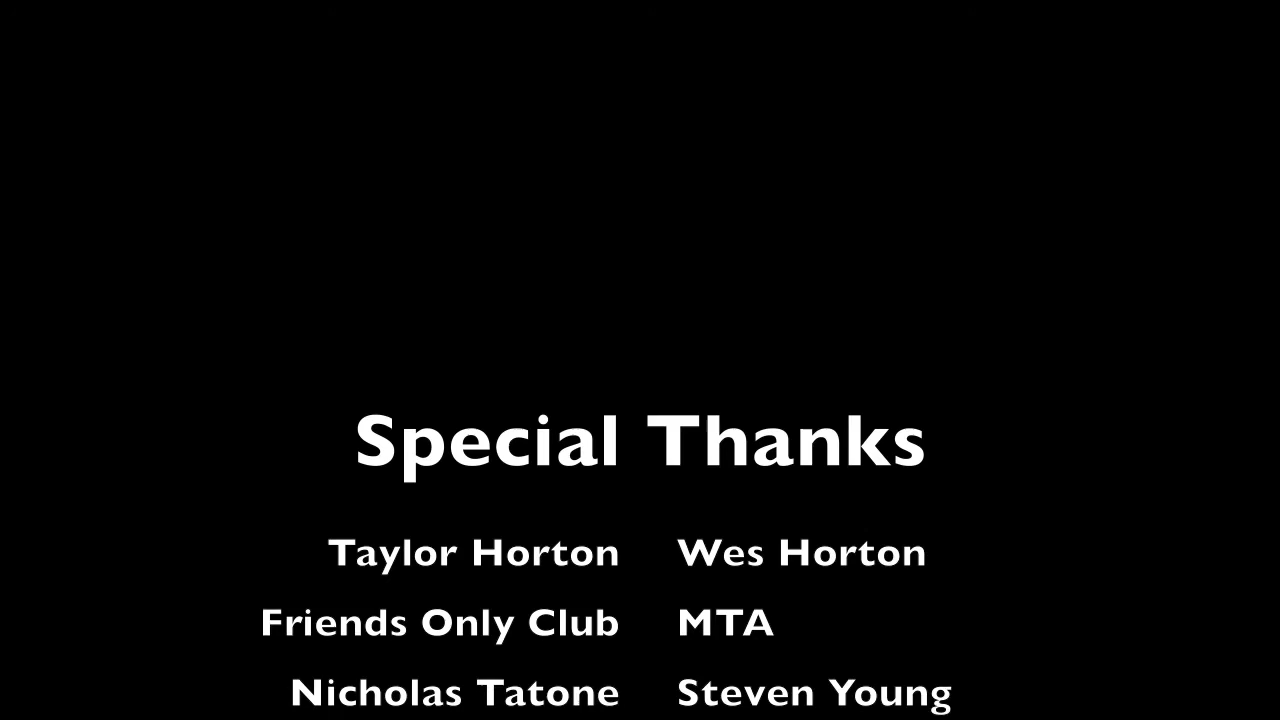 Special Thanks
Taylor Horton Wes Horton
Friends Only Club MTA
Nicholas Tatone Steven Young